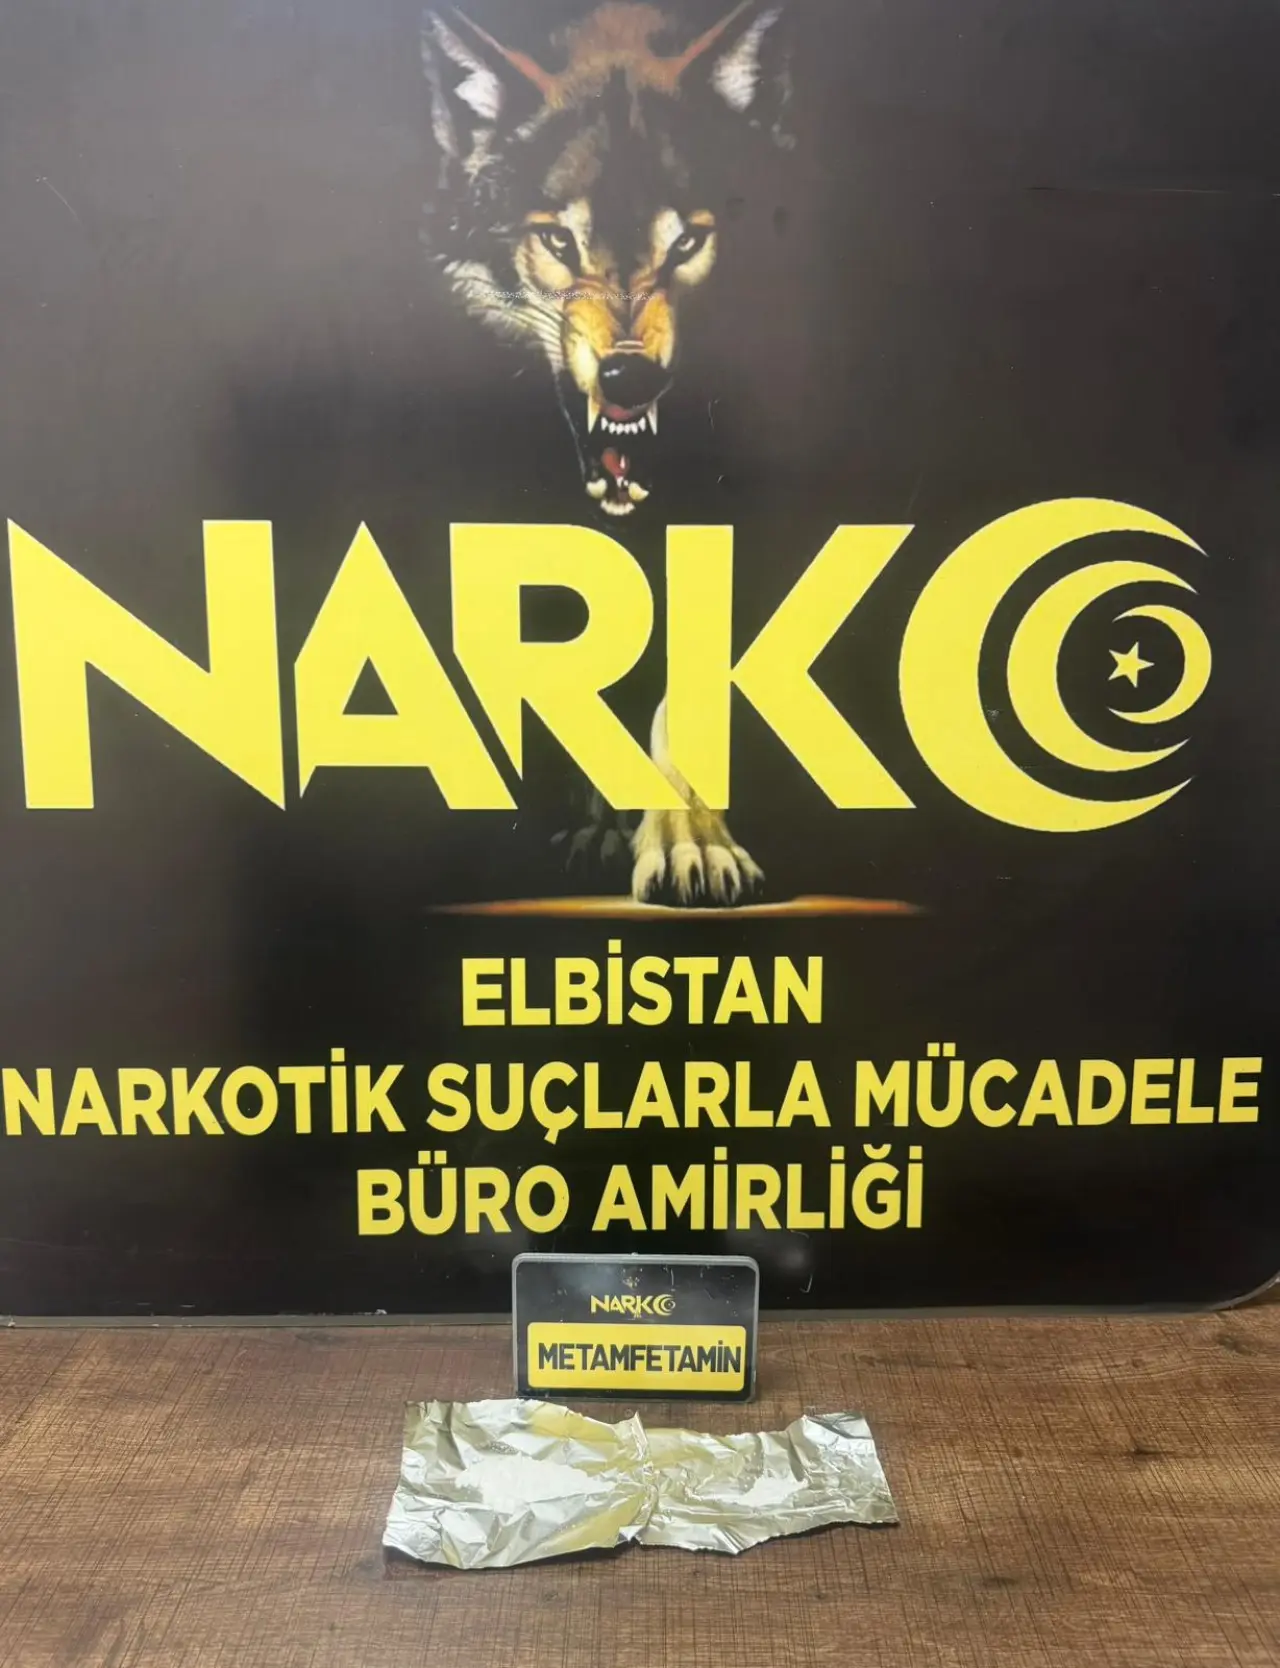 NARKO
ELBİSTAN
NARKOTİK SUÇLARLA MÜCADELE
BÜRO AMİRLİĞİ
NARKO
METAMFETAMİN